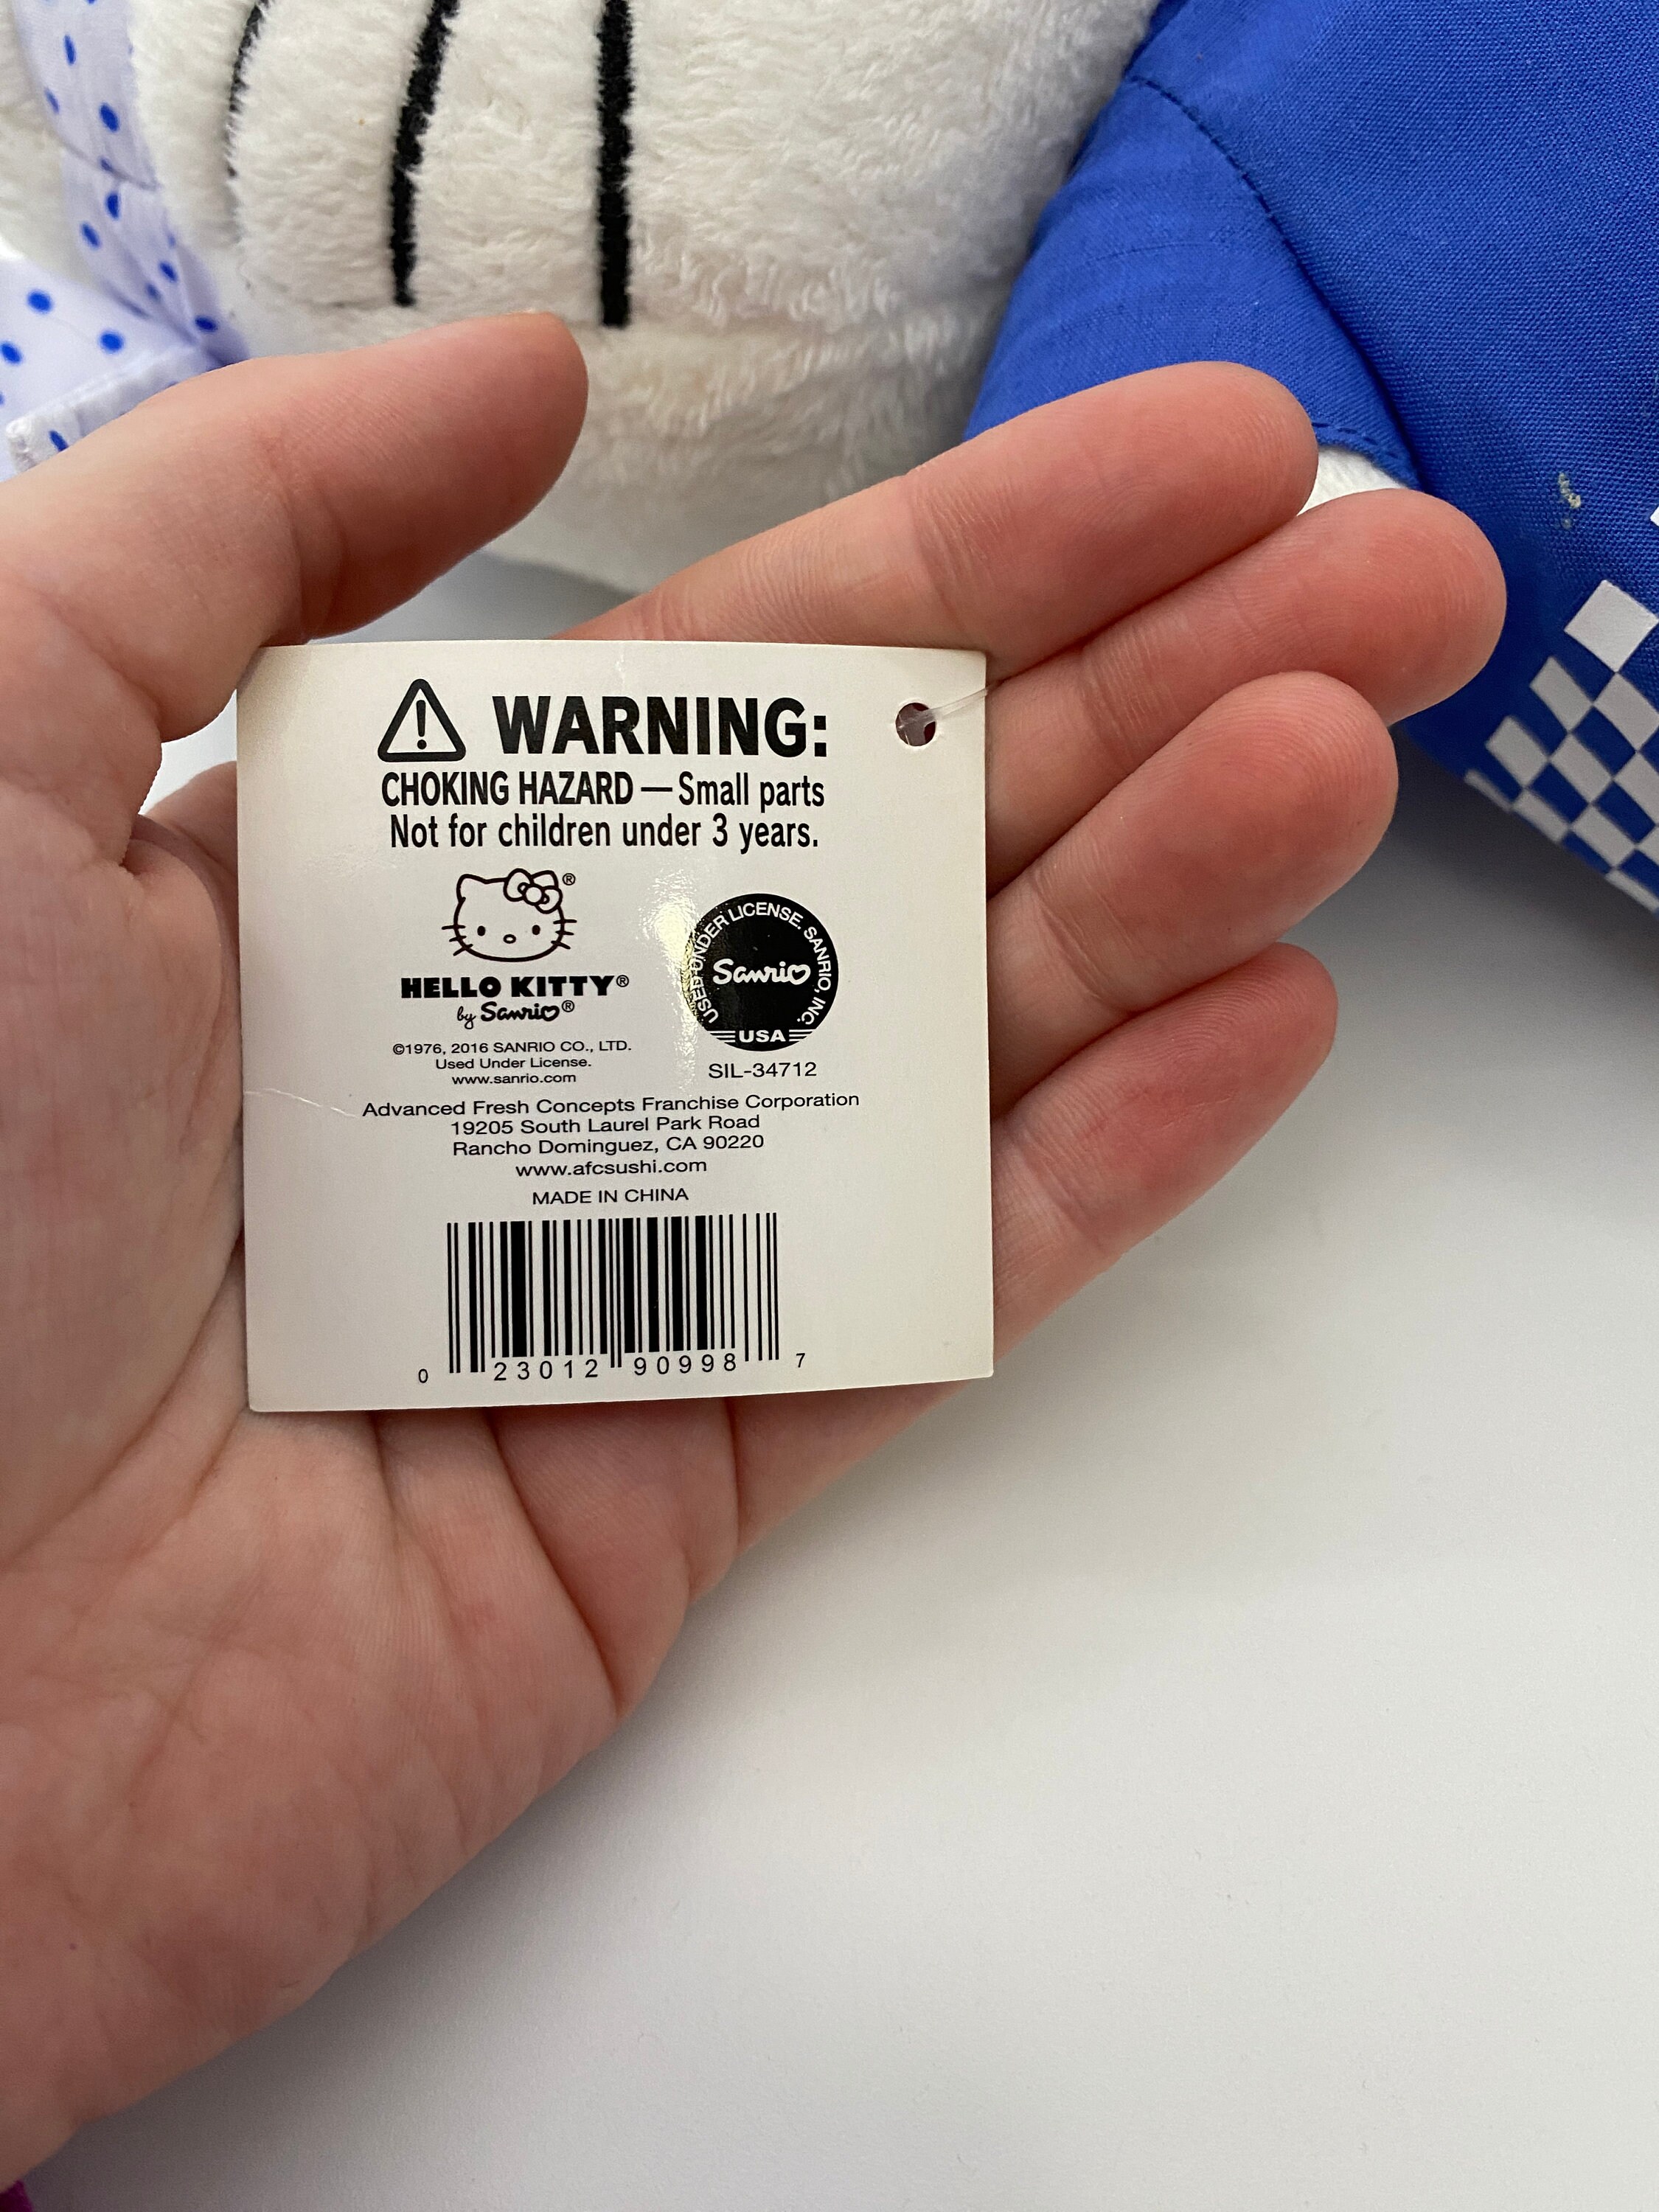 WARNING:
CHOKING HAZARD — Small parts
Not for children under 3 years.
®
HELLO KITTY®
by Sanrio®
©1976, 2016 SANRIO CO., LTD.
Used Under License.
www.sanrio.com
USED UNDER LICENSE. SANRIO, INC.
Sanrio
USA
SIL-34712
Advanced Fresh Concepts Franchise Corporation
19205 South Laurel Park Road
Rancho Dominguez, CA 90220
www.afcsushi.com
MADE IN CHINA
0 23012 90998 7